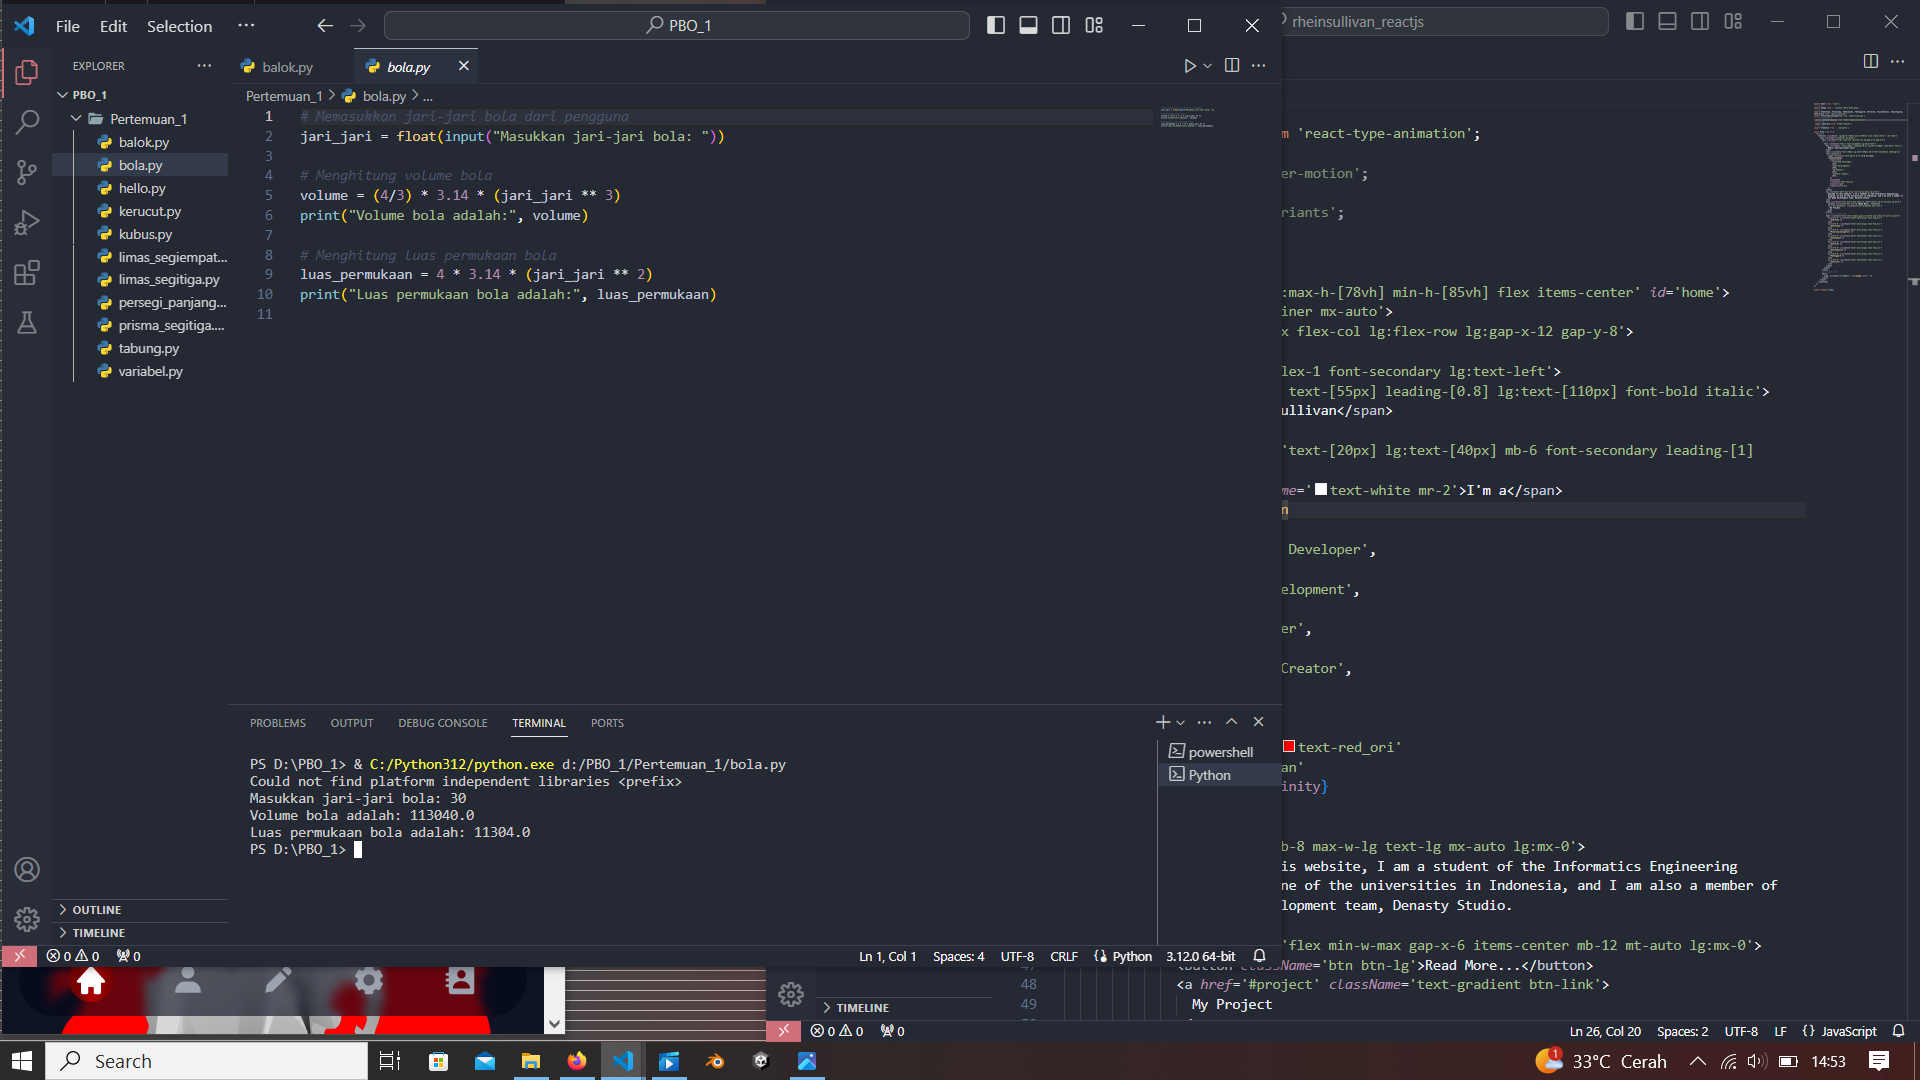 File Edit Selection ···
PBO_1
rheinsullivan_reactjs
EXPLORER
PBO_1
Pertemuan_1
balok.py
bola.py
hello.py
kerucut.py
kubus.py
limas_segiempat...
limas_segitiga.py
persegi_panjang...
prisma_segitiga....
tabung.py
variabel.py
OUTLINE
TIMELINE
balok.py
bola.py
Pertemuan_1 > bola.py > ...
1 # Memasukkan jari-jari bola dari pengguna
2 jari_jari = float(input("Masukkan jari-jari bola: "))
3
4 # Menghitung volume bola
5 volume = (4/3) * 3.14 * (jari_jari ** 3)
6 print("Volume bola adalah:", volume)
7
8 # Menghitung luas permukaan bola
9 luas_permukaan = 4 * 3.14 * (jari_jari ** 2)
10 print("Luas permukaan bola adalah:", luas_permukaan)
11
PROBLEMS OUTPUT DEBUG CONSOLE TERMINAL PORTS
PS D:\PBO_1> & C:/Python312/python.exe d:/PBO_1/Pertemuan_1/bola.py
Could not find platform independent libraries <prefix>
Masukkan jari-jari bola: 30
Volume bola adalah: 113040.0
Luas permukaan bola adalah: 11304.0
PS D:\PBO_1>
powershell
Python
0 0 0
Ln 1, Col 1 Spaces: 4 UTF-8 CRLF Python 3.12.0 64-bit
'react-type-animation';
er-motion';
riants';
:max-h-[78vh] min-h-[85vh] flex items-center' id='home'>
iner mx-auto'>
x flex-col lg:flex-row lg:gap-x-12 gap-y-8'>
lex-1 font-secondary lg:text-left'>
text-[55px] leading-[0.8] lg:text-[110px] font-bold italic'>
ullivan</span>
'text-[20px] lg:text-[40px] mb-6 font-secondary leading-[1]
me='text-white mr-2'>I'm a</span>
n
Developer',
elopment',
er',
Creator',
text-red_ori'
an'
inity}
b-8 max-w-lg text-lg mx-auto lg:mx-0'>
is website, I am a student of the Informatics Engineering
ne of the universities in Indonesia, and I am also a member of
lopment team, Denasty Studio.
'flex min-w-max gap-x-6 items-center mb-12 mt-auto lg:mx-0'>
className='btn btn-lg'>Read More...</button>
48 <a href='#project' className='text-gradient btn-link'>
49 My Project
TIMELINE
0 0 0
Ln 26, Col 20 Spaces: 2 UTF-8 LF {} JavaScript
Search
1
33°C Cerah
14:53